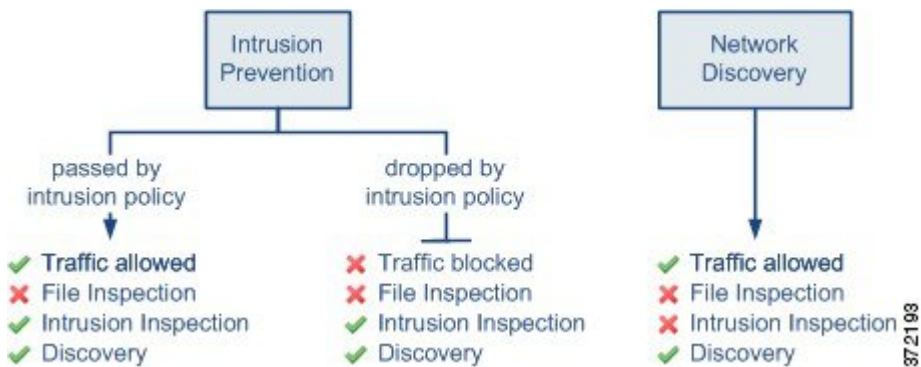 Intrusion
Prevention
Network
Discovery
passed by
intrusion policy
dropped by
intrusion policy
Traffic allowed
File Inspection
Intrusion Inspection
Discovery
Traffic blocked
File Inspection
Intrusion Inspection
Discovery
Traffic allowed
File Inspection
Intrusion Inspection
Discovery
372193